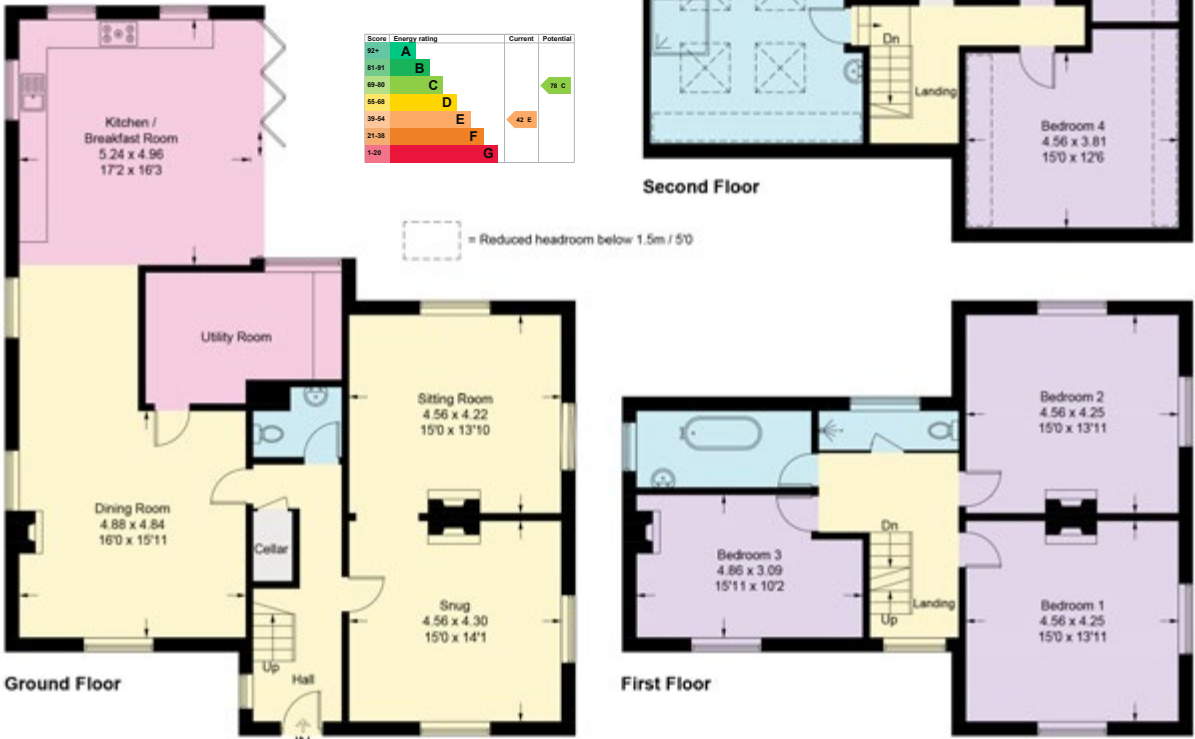 Kitchen /
Breakfast Room
5.24 x 4.96
17'2 x 16'3
Score Energy rating Current Potential
92+ A
81-91 B
69-80 C 78 C
55-68 D
39-54 E 42 E
21-38 F
1-20 G
Dn
Landing
Bedroom 4
4.56 x 3.81
15'0 x 12'6
Second Floor
= Reduced headroom below 1.5m / 5'0
Utility Room
Sitting Room
4.56 x 4.22
15'0 x 13'10
Dining Room
4.88 x 4.84
16'0 x 15'11
Cellar
Snug
4.56 x 4.30
15'0 x 14'1
Up
Hall
Ground Floor
Bedroom 2
4.56 x 4.25
15'0 x 13'11
Bedroom 3
4.86 x 3.09
15'11 x 10'2
Dn
Landing
Up
Bedroom 1
4.56 x 4.25
15'0 x 13'11
First Floor